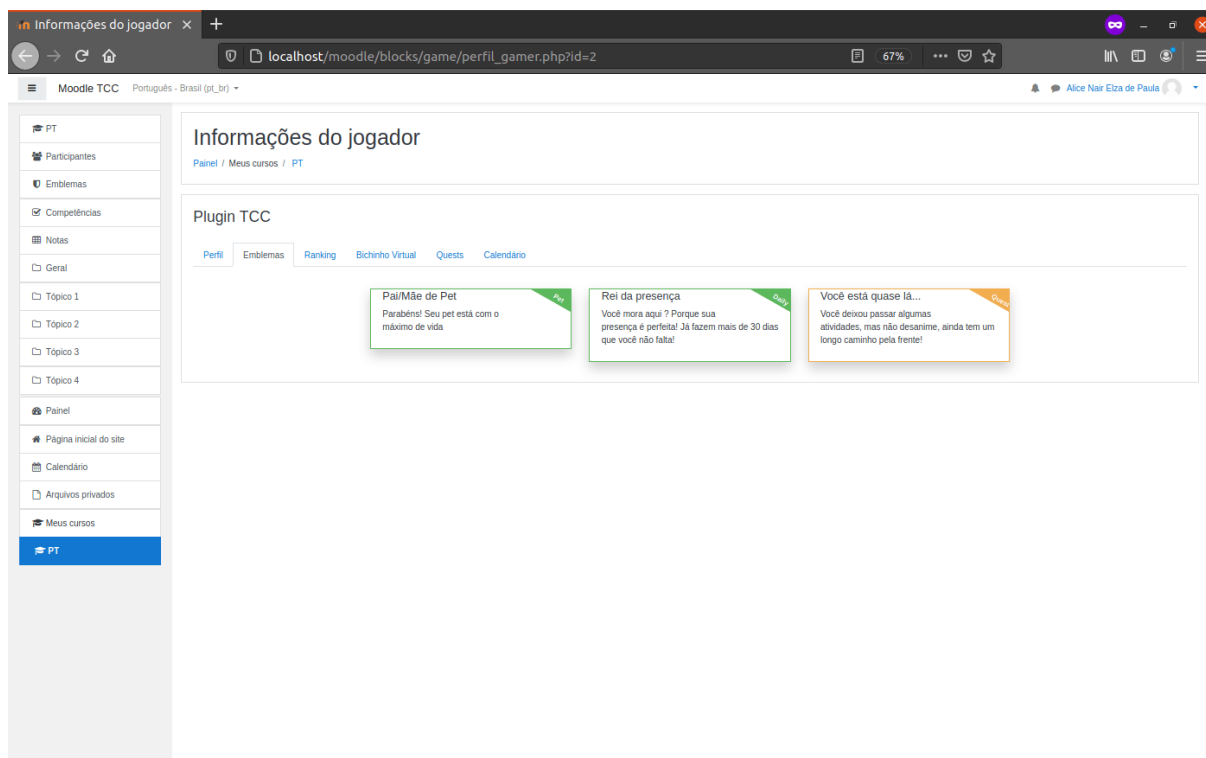 Informações do jogador
localhost/moodle/blocks/game/perfil_gamer.php?id=2
67%
Moodle TCC Português - Brasil (pt_br)
Alice Nair Elza de Paula
PT
Participantes
Emblemas
Competências
Notas
Geral
Tópico 1
Tópico 2
Tópico 3
Tópico 4
Painel
Página inicial do site
Calendário
Arquivos privados
Meus cursos
PT
Informações do jogador
Painel / Meus cursos / PT
Plugin TCC
Perfil Emblemas Ranking Bichinho Virtual Quests Calendário
Pai/Mãe de Pet
Pet
Parabéns! Seu pet está com o
máximo de vida
Rei da presença
Daily
Você mora aqui ? Porque sua
presença é perfeita! Já fazem mais de 30 dias
que você não falta!
Você está quase lá...
Quest
Você deixou passar algumas
atividades, mas não desanime, ainda tem um
longo caminho pela frente!